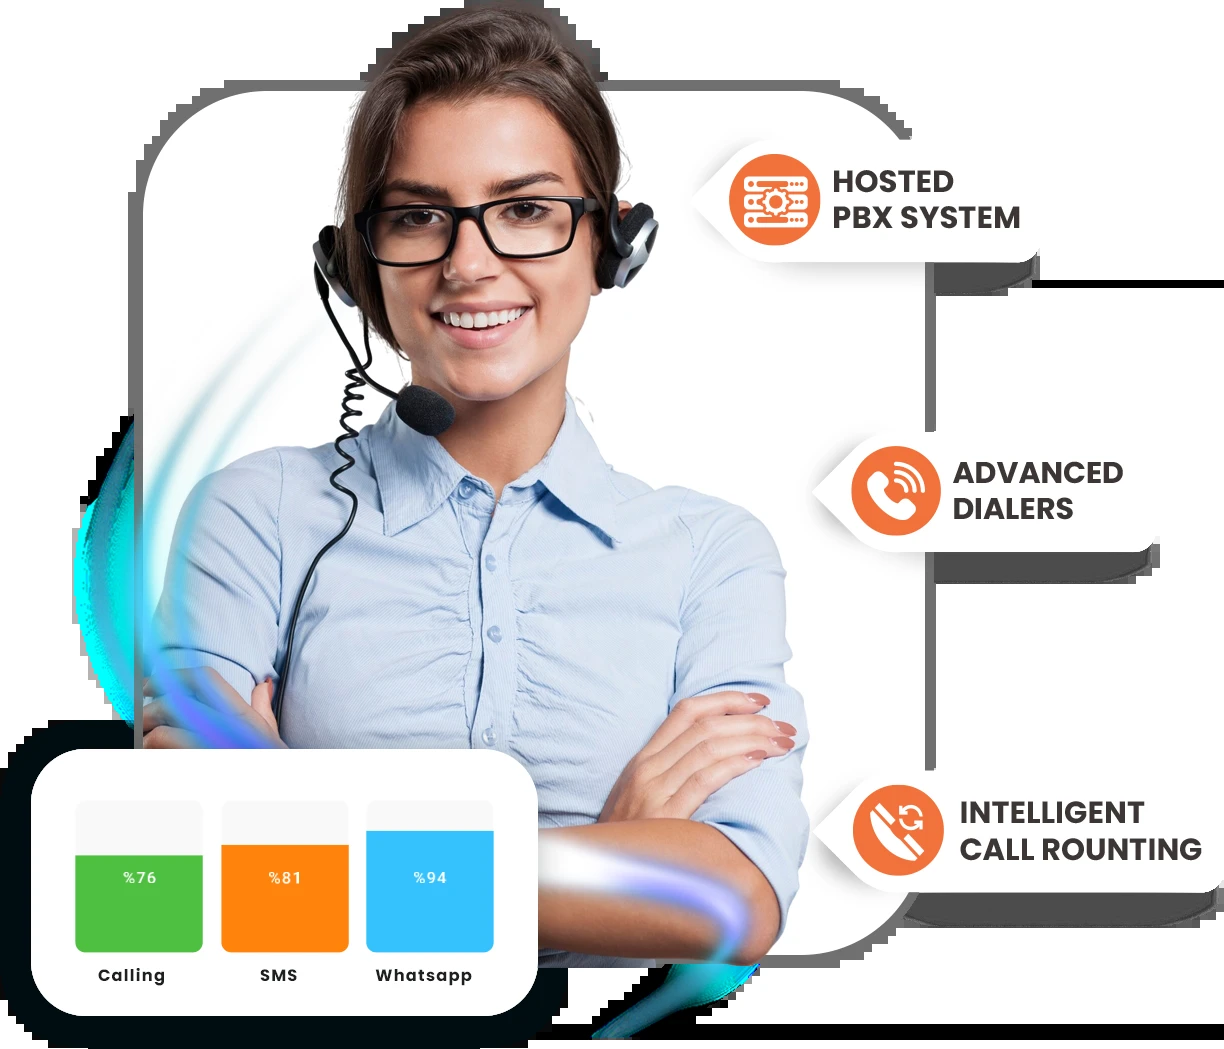 HOSTED
PBX SYSTEM
ADVANCED
DIALERS
INTELLIGENT
CALL ROUNTING
%76
%81
%94
Calling
SMS
Whatsapp